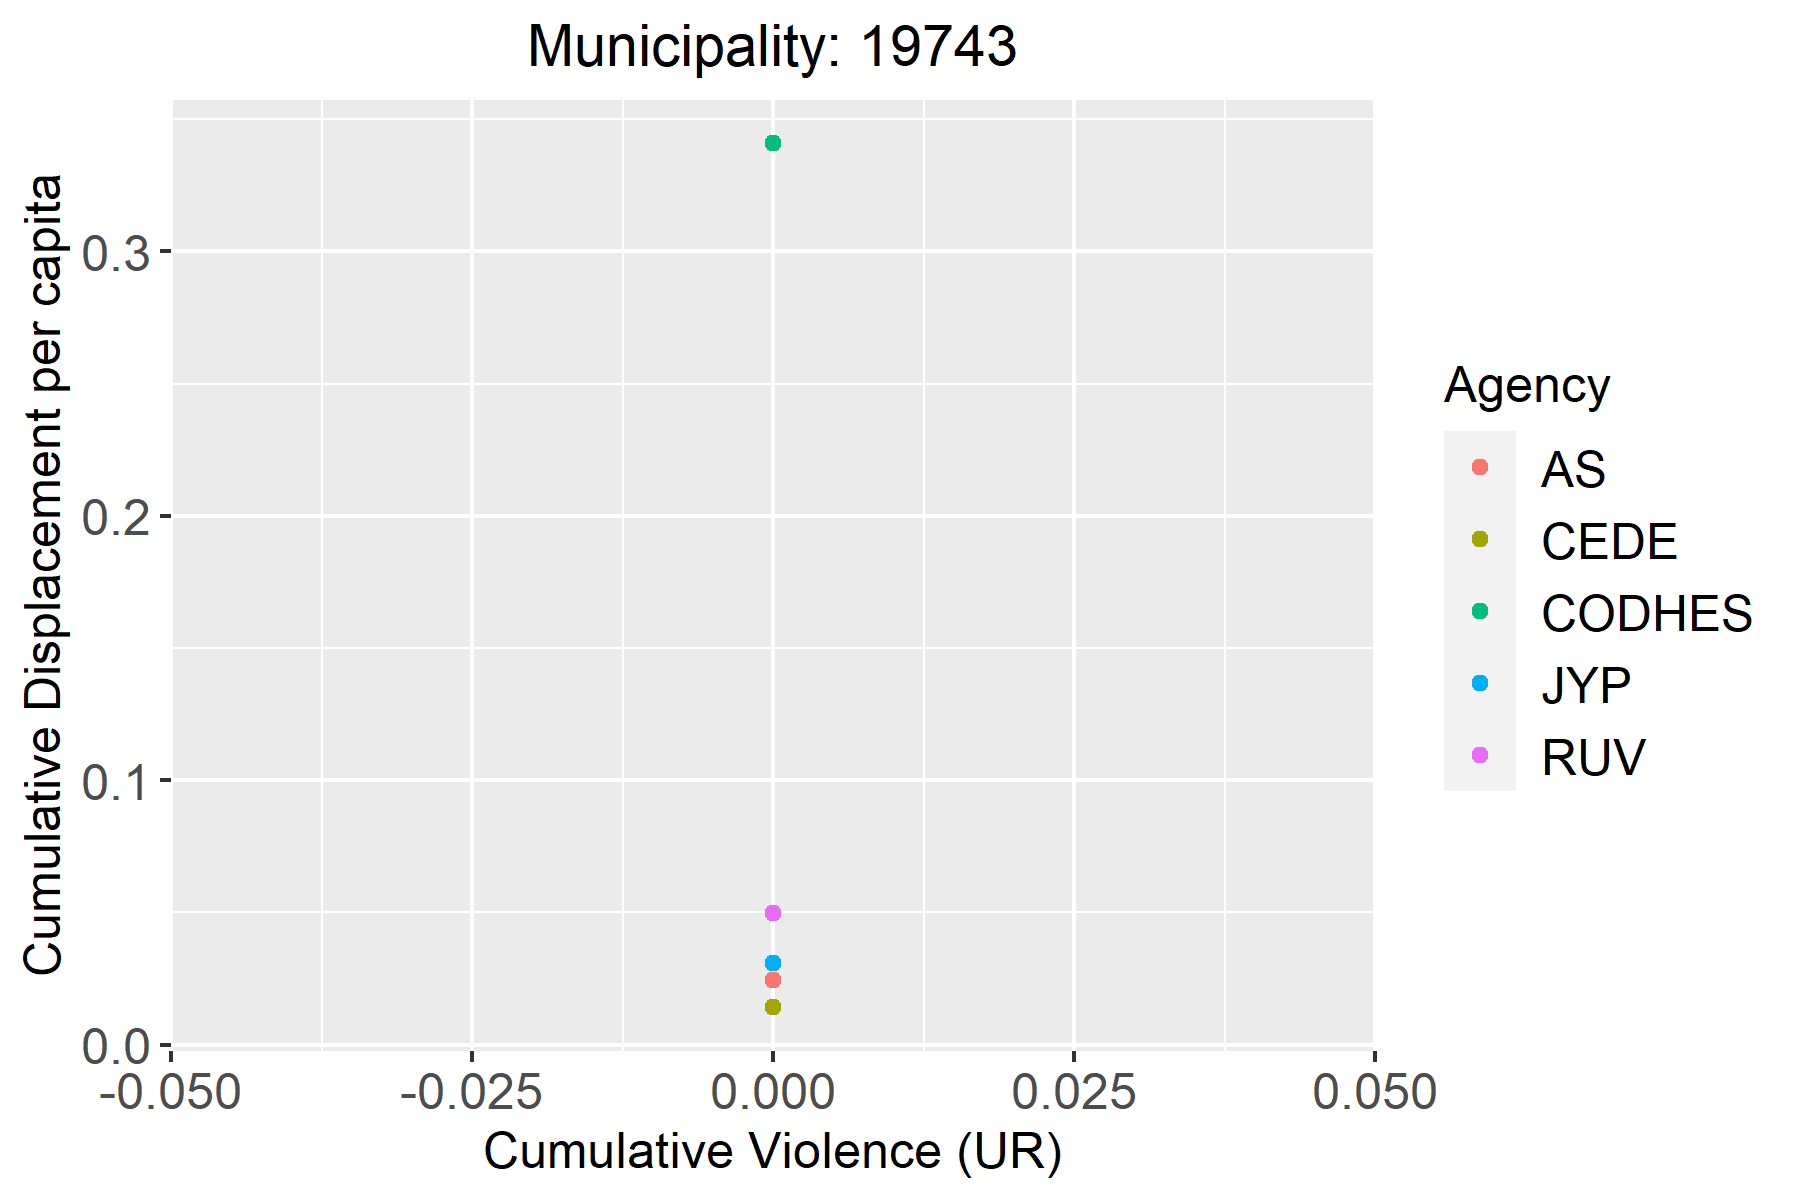 Municipality: 19743
Cumulative Displacement per capita
0.3
0.2
0.1
0.0
-0.050
-0.025
0.000
0.025
0.050
Cumulative Violence (UR)
Agency
AS
CEDE
CODHES
JYP
RUV